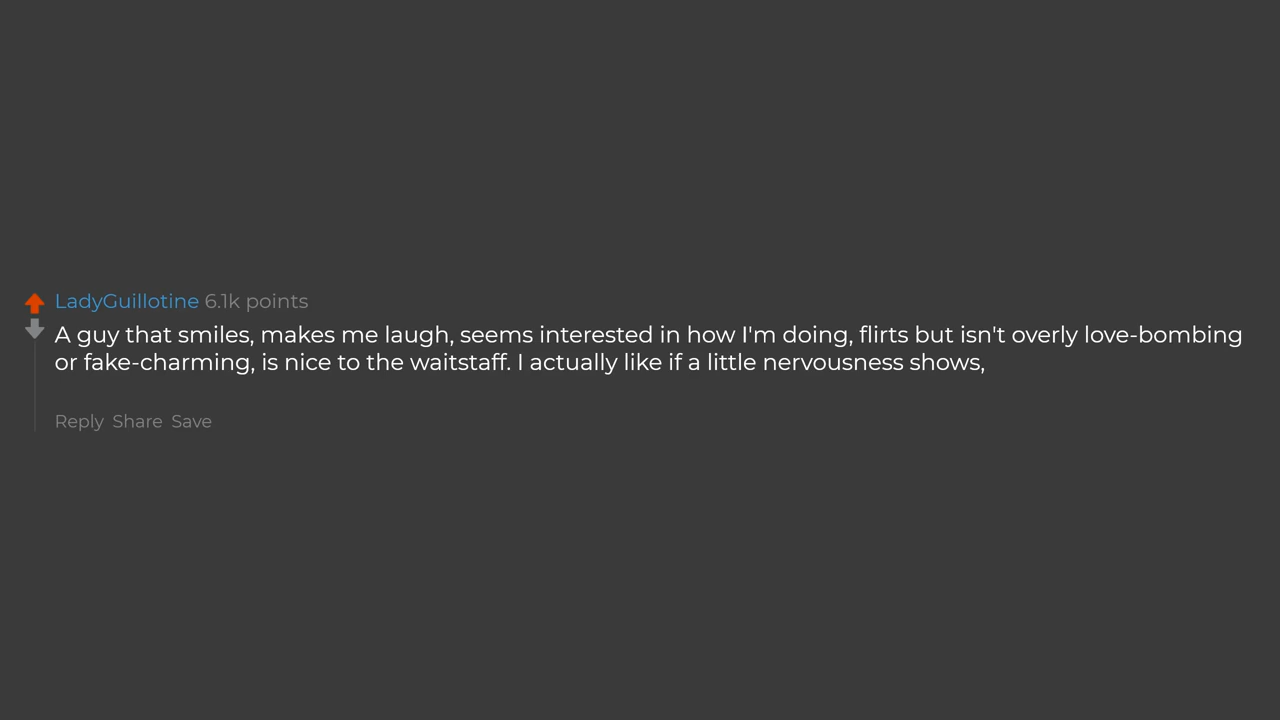 LadyGuillotine 6.1k points
A guy that smiles, makes me laugh, seems interested in how I'm doing, flirts but isn't overly love-bombing
or fake-charming, is nice to the waitstaff. I actually like if a little nervousness shows,
Reply Share Save